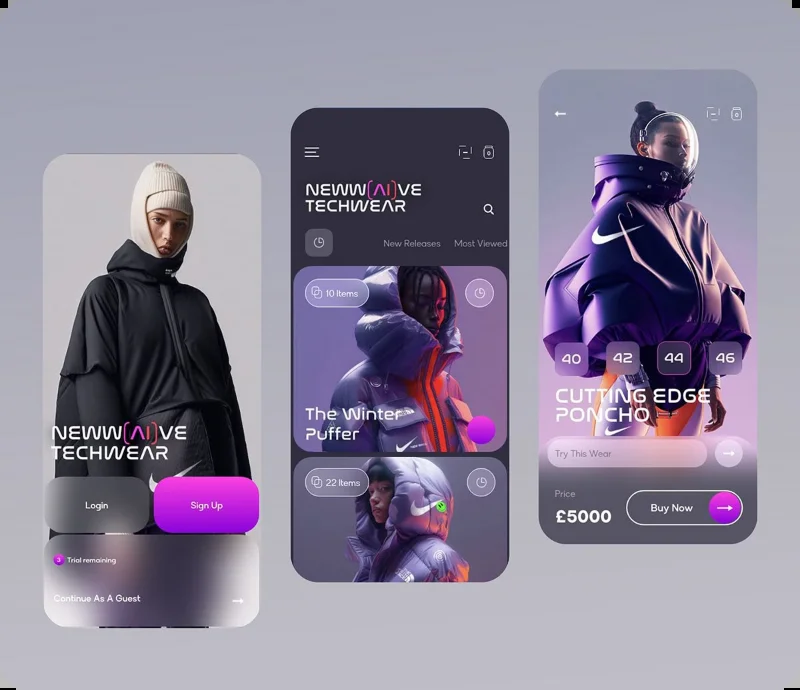 NEWW(AI)VE
TECHWEAR
Login
Sign Up
3 Trial remaining
Continue As A Guest
NEWW(AI)VE
TECHWEAR
New Releases
Most Viewed
10 Items
The Winter
Puffer
22 Items
0
40
42
44
46
CUTTING EDGE
PONCHO
Try This Wear
Price
£5000
Buy Now